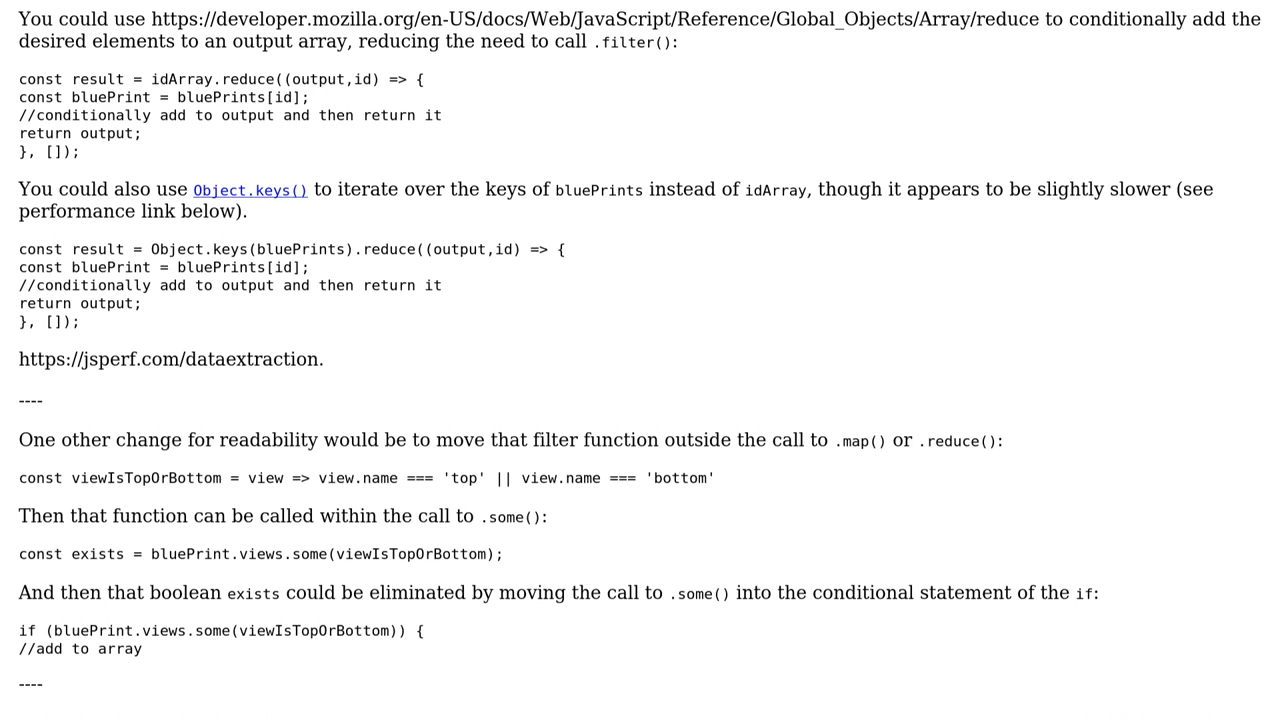 You could use https://developer.mozilla.org/en-US/docs/Web/JavaScript/Reference/Global_Objects/Array/reduce to conditionally add the
desired elements to an output array, reducing the need to call .filter():
const result = idArray.reduce((output,id) => {
const bluePrint = bluePrints[id];
//conditionally add to output and then return it
return output;
}, []);
You could also use Object.keys() to iterate over the keys of bluePrints instead of idArray, though it appears to be slightly slower (see
performance link below).
const result = Object.keys(bluePrints).reduce((output,id) => {
const bluePrint = bluePrints[id];
//conditionally add to output and then return it
return output;
}, []);
https://jsperf.com/dataextraction.
----
One other change for readability would be to move that filter function outside the call to .map() or .reduce():
const viewIsTopOrBottom = view => view.name === 'top' || view.name === 'bottom'
Then that function can be called within the call to .some():
const exists = bluePrint.views.some(viewIsTopOrBottom);
And then that boolean exists could be eliminated by moving the call to .some() into the conditional statement of the if:
if (bluePrint.views.some(viewIsTopOrBottom)) {
//add to array
----